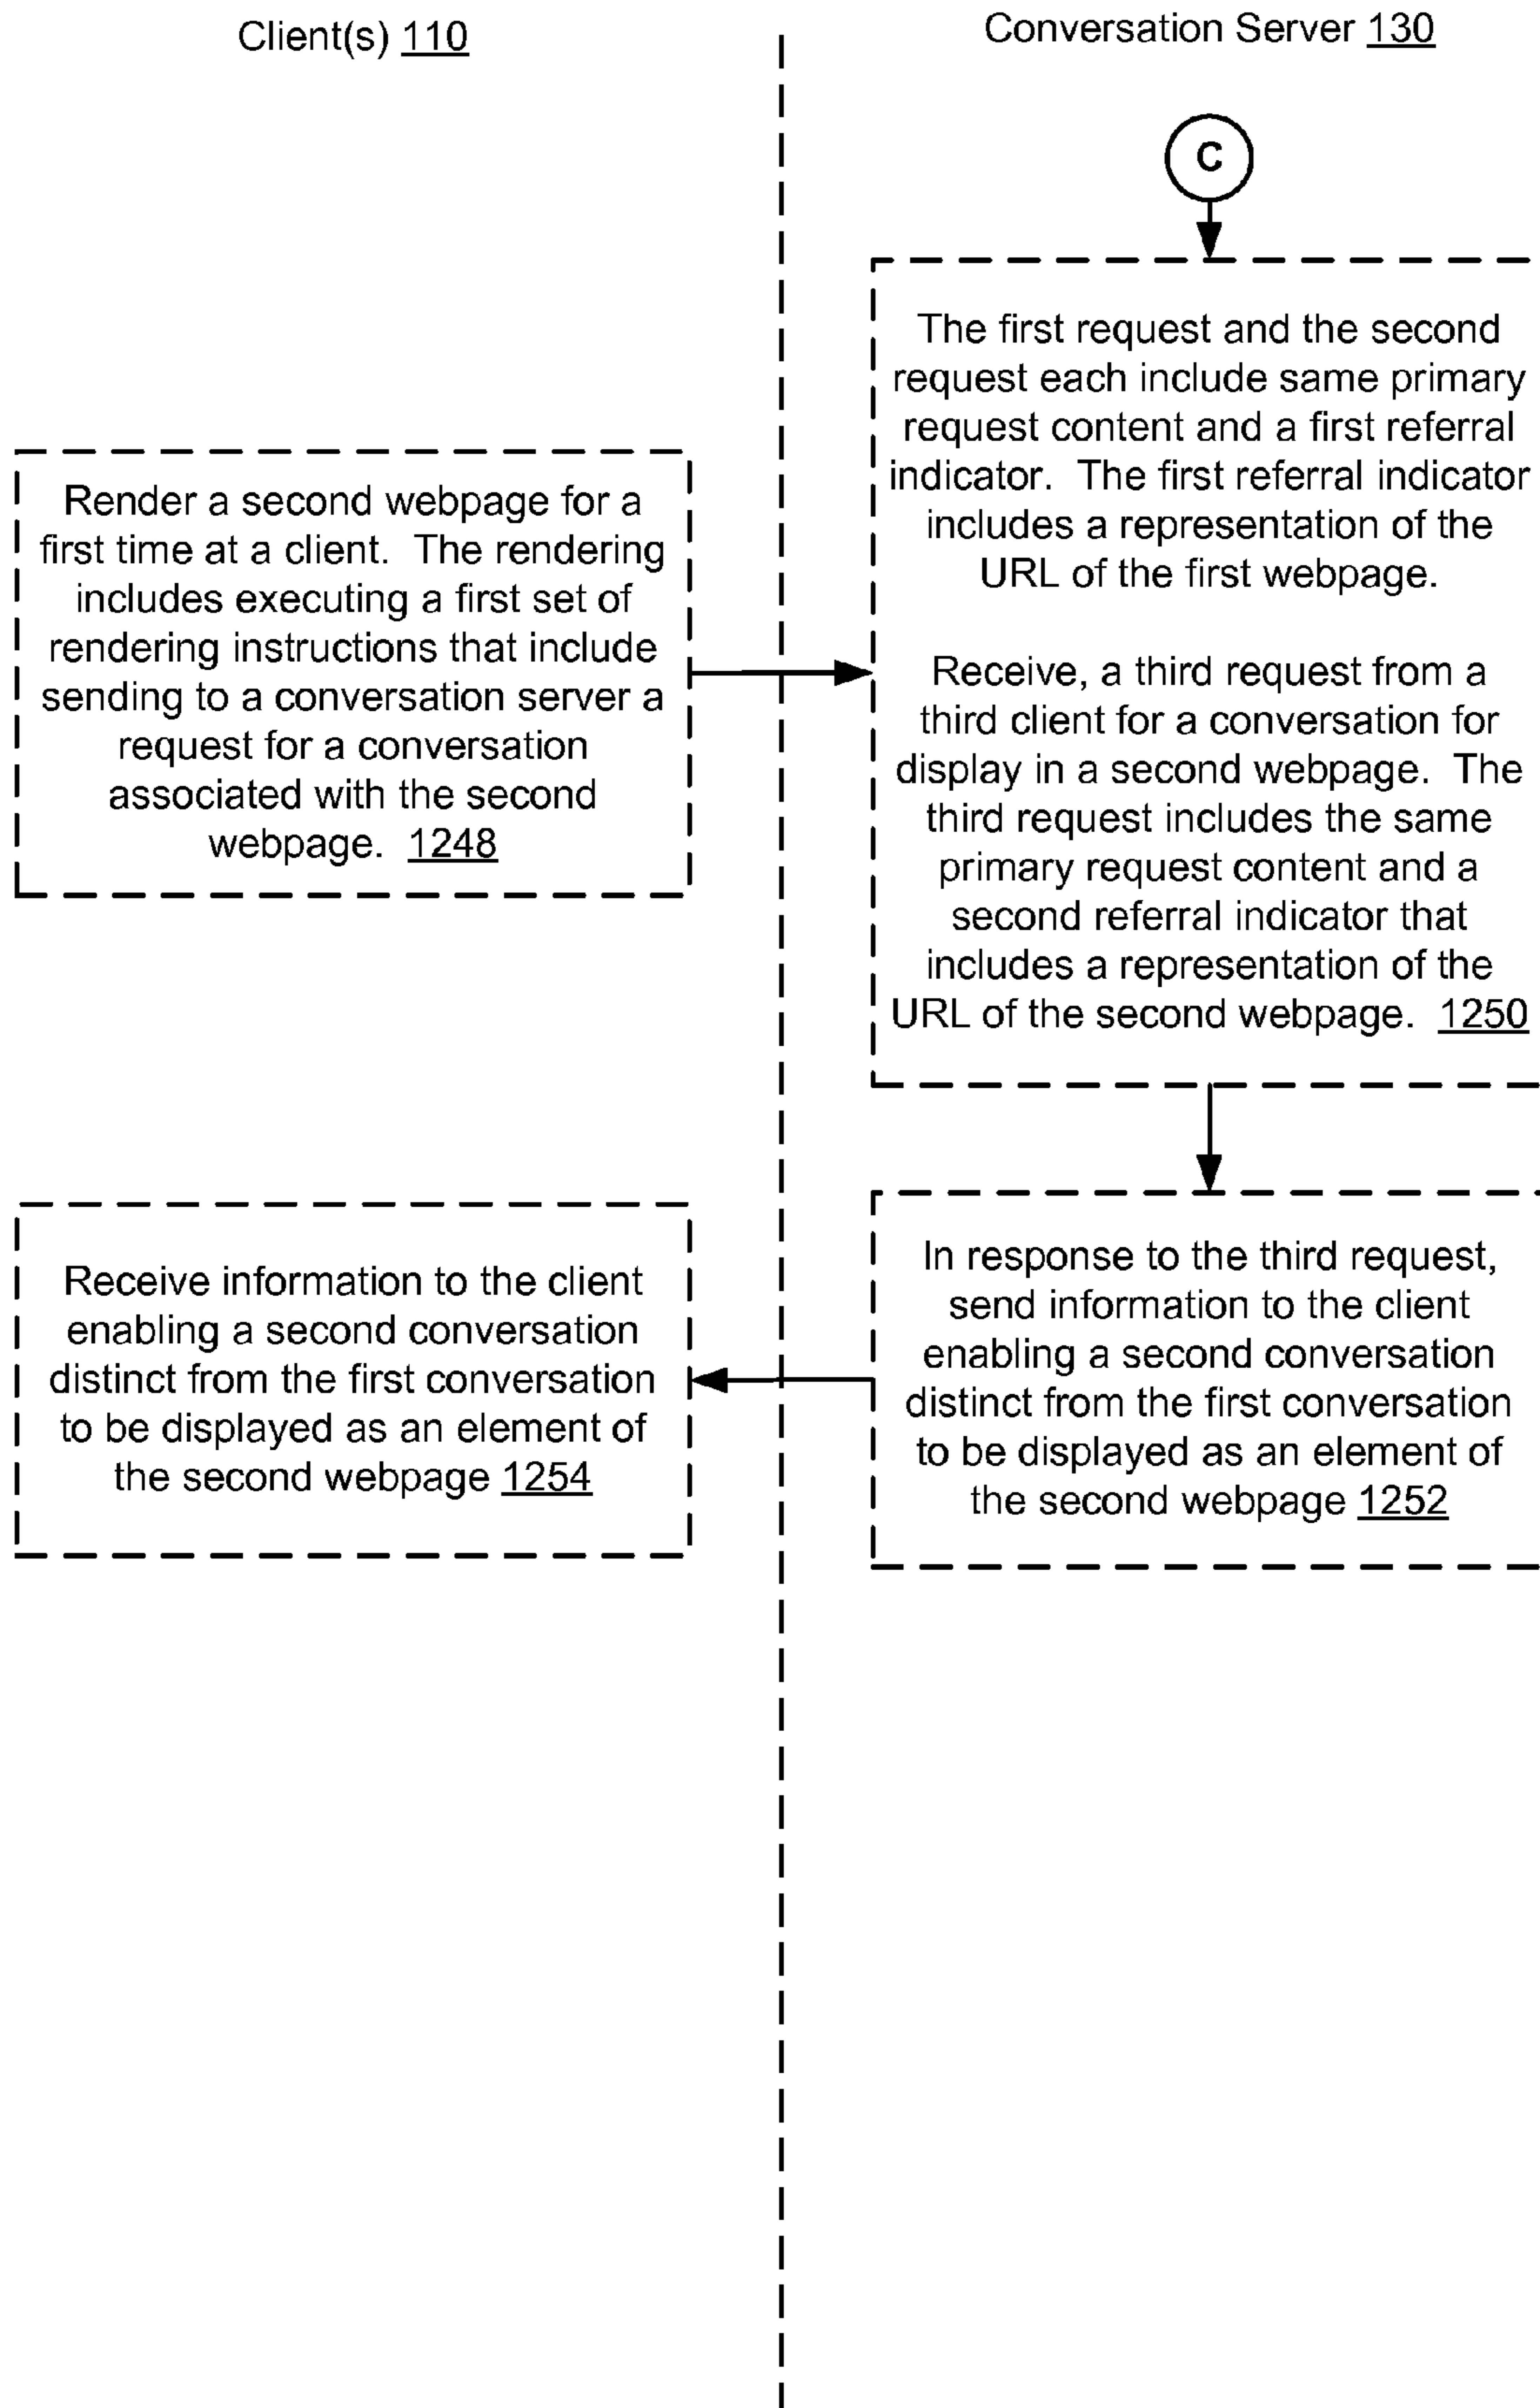 Client(s) 110
Conversation Server 130
C
The first request and the second
request each include same primary
request content and a first referral
indicator. The first referral indicator
includes a representation of the
URL of the first webpage.
Receive, a third request from a
third client for a conversation for
display in a second webpage. The
third request includes the same
primary request content and a
second referral indicator that
includes a representation of the
URL of the second webpage. 1250
Render a second webpage for a
first time at a client. The rendering
includes executing a first set of
rendering instructions that include
sending to a conversation server a
request for a conversation
associated with the second
webpage. 1248
In response to the third request,
send information to the client
enabling a second conversation
distinct from the first conversation
to be displayed as an element of
the second webpage 1252
Receive information to the client
enabling a second conversation
distinct from the first conversation
to be displayed as an element of
the second webpage 1254